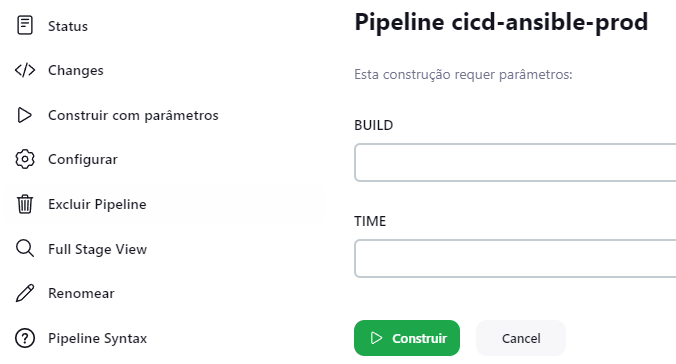 Status
Changes
Construir com parâmetros
Configurar
Excluir Pipeline
Full Stage View
Renomear
Pipeline Syntax
Pipeline cicd-ansible-prod
Esta construção requer parâmetros:
BUILD
TIME
Construir
Cancel